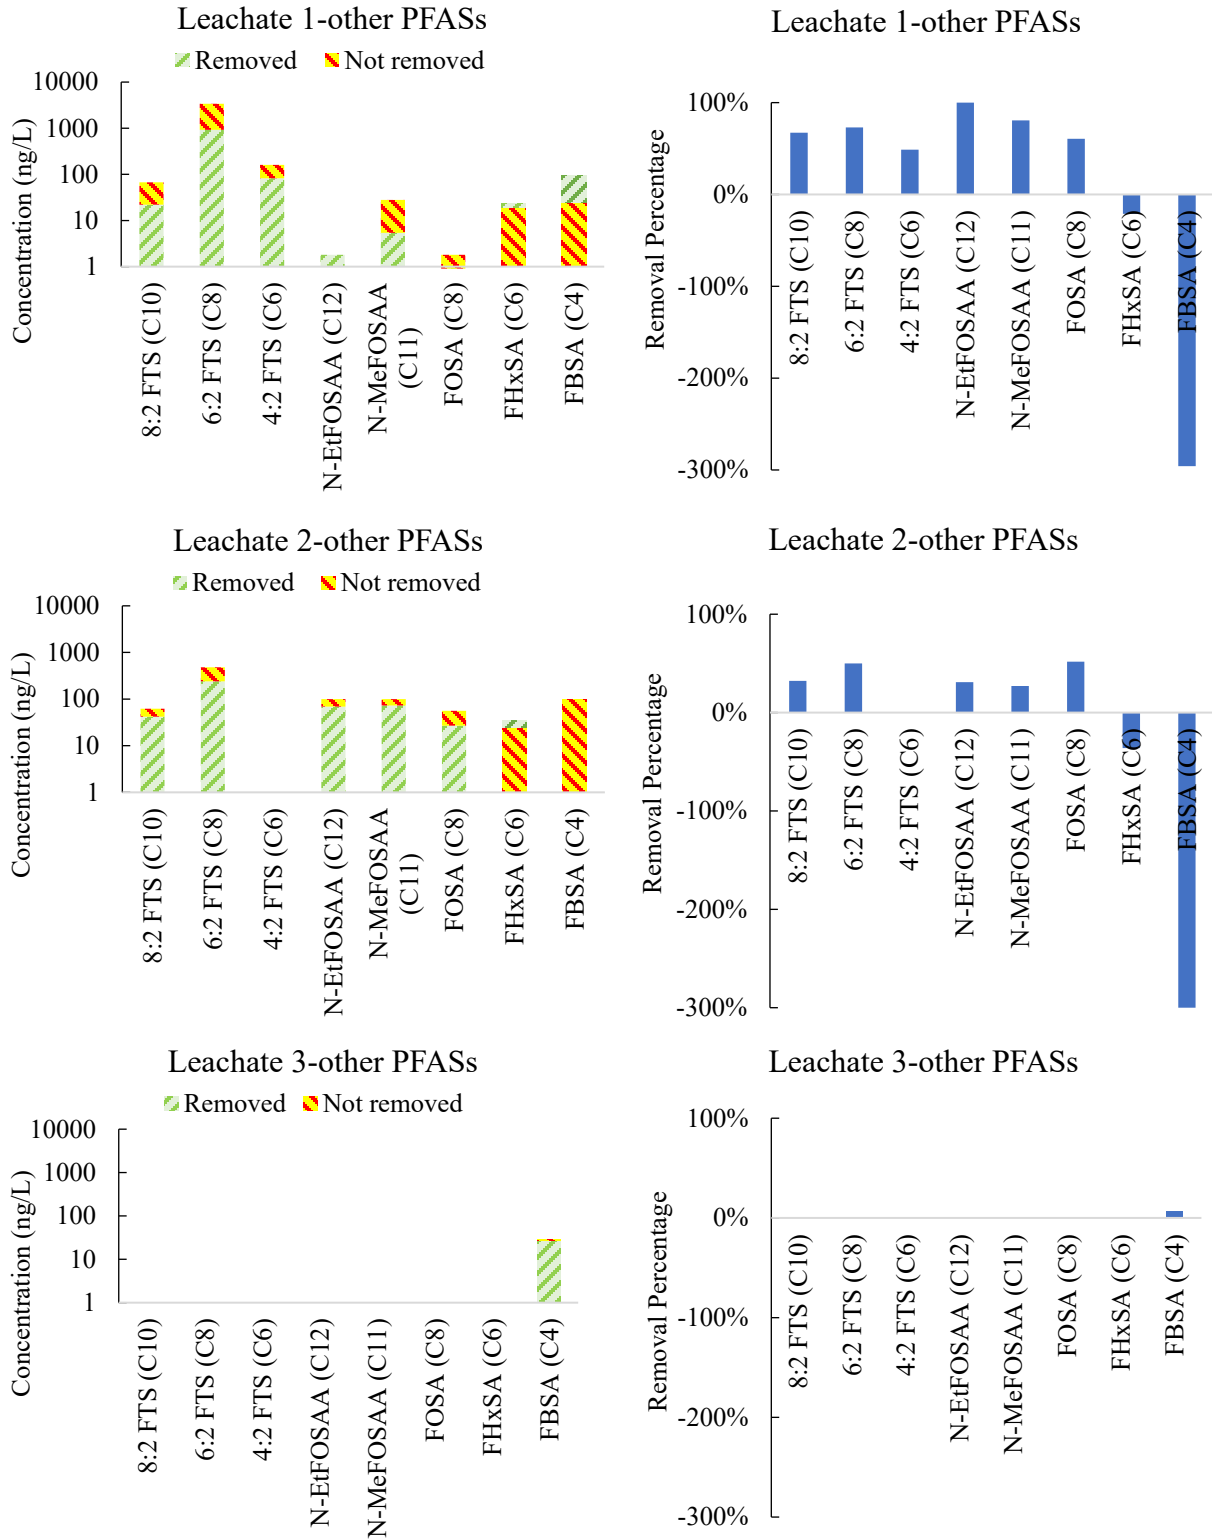 Leachate 1-other PFASs
Removed Not removed
Concentration (ng/L)
10000
1000
100
10
1
8:2 FTS (C10)
6:2 FTS (C8)
4:2 FTS (C6)
N-EtFOSAA (C12)
N-MeFOSAA
(C11)
FOSA (C8)
FHxSA (C6)
FBSA (C4)
Leachate 1-other PFASs
Removal Percentage
100%
0%
-100%
-200%
-300%
8:2 FTS (C10)
6:2 FTS (C8)
4:2 FTS (C6)
N-EtFOSAA (C12)
N-MeFOSAA (C11)
FOSA (C8)
FHxSA (C6)
FBSA (C4)
Leachate 2-other PFASs
Removed Not removed
Concentration (ng/L)
10000
1000
100
10
1
8:2 FTS (C10)
6:2 FTS (C8)
4:2 FTS (C6)
N-EtFOSAA (C12)
N-MeFOSAA
(C11)
FOSA (C8)
FHxSA (C6)
FBSA (C4)
Leachate 2-other PFASs
Removal Percentage
100%
0%
-100%
-200%
-300%
8:2 FTS (C10)
6:2 FTS (C8)
4:2 FTS (C6)
N-EtFOSAA (C12)
N-MeFOSAA (C11)
FOSA (C8)
FHxSA (C6)
FBSA (C4)
Leachate 3-other PFASs
Removed Not removed
Concentration (ng/L)
10000
1000
100
10
1
8:2 FTS (C10)
6:2 FTS (C8)
4:2 FTS (C6)
N-EtFOSAA (C12)
N-MeFOSAA (C11)
FOSA (C8)
FHxSA (C6)
FBSA (C4)
Leachate 3-other PFASs
Removal Percentage
100%
0%
-100%
-200%
-300%
8:2 FTS (C10)
6:2 FTS (C8)
4:2 FTS (C6)
N-EtFOSAA (C12)
N-MeFOSAA (C11)
FOSA (C8)
FHxSA (C6)
FBSA (C4)